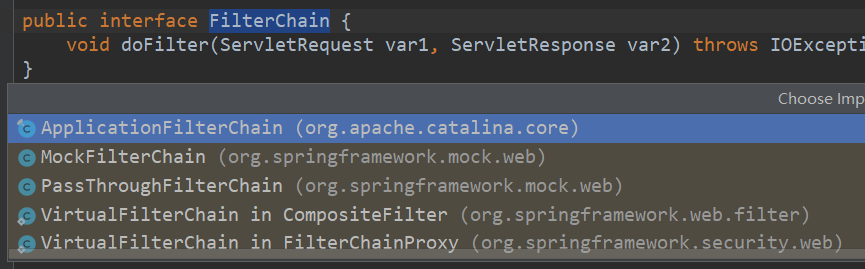 public interface FilterChain {
void doFilter(ServletRequest var1, ServletResponse var2) throws IOExcepti
}
Choose Imp
ApplicationFilterChain (org.apache.catalina.core)
MockFilterChain (org.springframework.mock.web)
PassThroughFilterChain (org.springframework.mock.web)
VirtualFilterChain in CompositeFilter (org.springframework.web.filter)
VirtualFilterChain in FilterChainProxy (org.springframework.security.web)